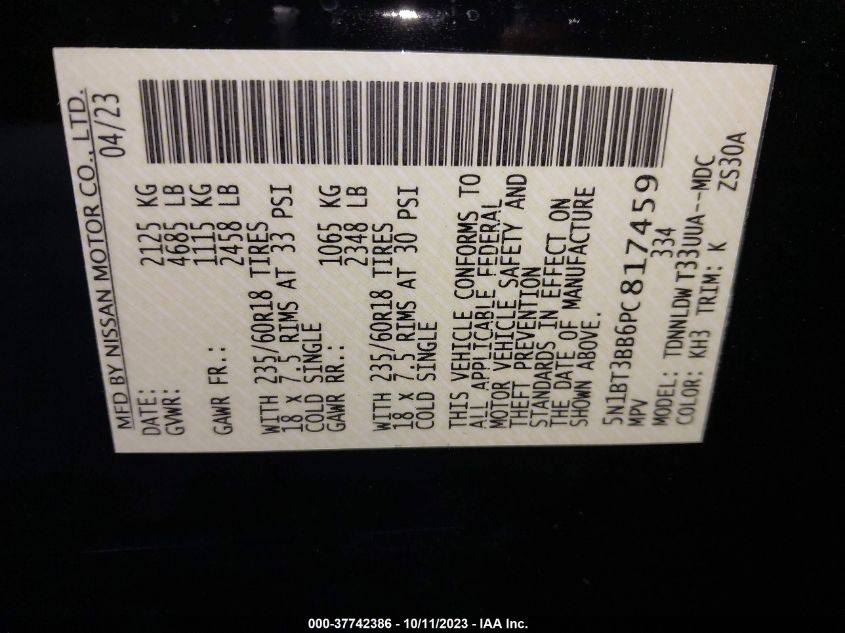 MFD BY NISSAN MOTOR CO., LTD.
DATE: 04/23
GVWR: 2125 KG
4685 LB
GAWR FR.: 1115 KG
2458 LB
WITH 235/60R18 TIRES
18 X 7.5 RIMS AT 33 PSI
COLD SINGLE
GAWR RR.: 1065 KG
2348 LB
WITH 235/60R18 TIRES
18 X 7.5 RIMS AT 30 PSI
COLD SINGLE
THIS VEHICLE CONFORMS TO
ALL APPLICABLE FEDERAL
MOTOR VEHICLE SAFETY AND
THEFT PREVENTION
STANDARDS IN EFFECT ON
THE DATE OF MANUFACTURE
SHOWN ABOVE.
5N1BT3BB6PC817459
MPV 334
MODEL: TDNNLDWT33UUA--MDC
COLOR: KH3 TRIM: K ZS30A
000-37742386 - 10/11/2023 - IAA Inc.